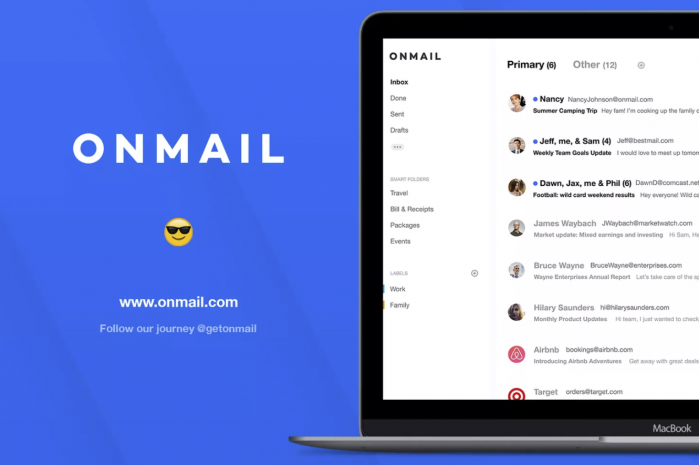 ONMAIL
www.onmail.com
Follow our journey @getonmail
ONMAIL
Inbox
Done
Sent
Drafts
SMART FOLDERS
Travel
Bill & Receipts
Packages
Events
LABELS
Work
Family
Primary (6) Other (12)
Nancy NancyJohnson@onmail.com
Summer Camping Trip Hey fam! I'm cooking up the family c
Jeff, me, & Sam (4) Jeff@bestmail.com
Weekly Team Goals Update I would love to meet up tomor
Dawn, Jax, me & Phil (6) DawnD@comcast.net
Football: wild card weekend results Hey everyone! Wild ca
James Waybach JWaybach@marketwatch.com
Market update: Mixed earnings and investing Hi Sam, He
Bruce Wayne BruceWayne@enterprises.com
Wayne Enterprises Annual Report Let's take care of the sp
Hilary Saunders hi@hilarysaunders.com
Monthly Product Updates Hi team, I just wanted to check
Airbnb bookings@airbnb.com
Introducing Airbnb Adventures Get away with great deale
Target orders@target.com
MacBook